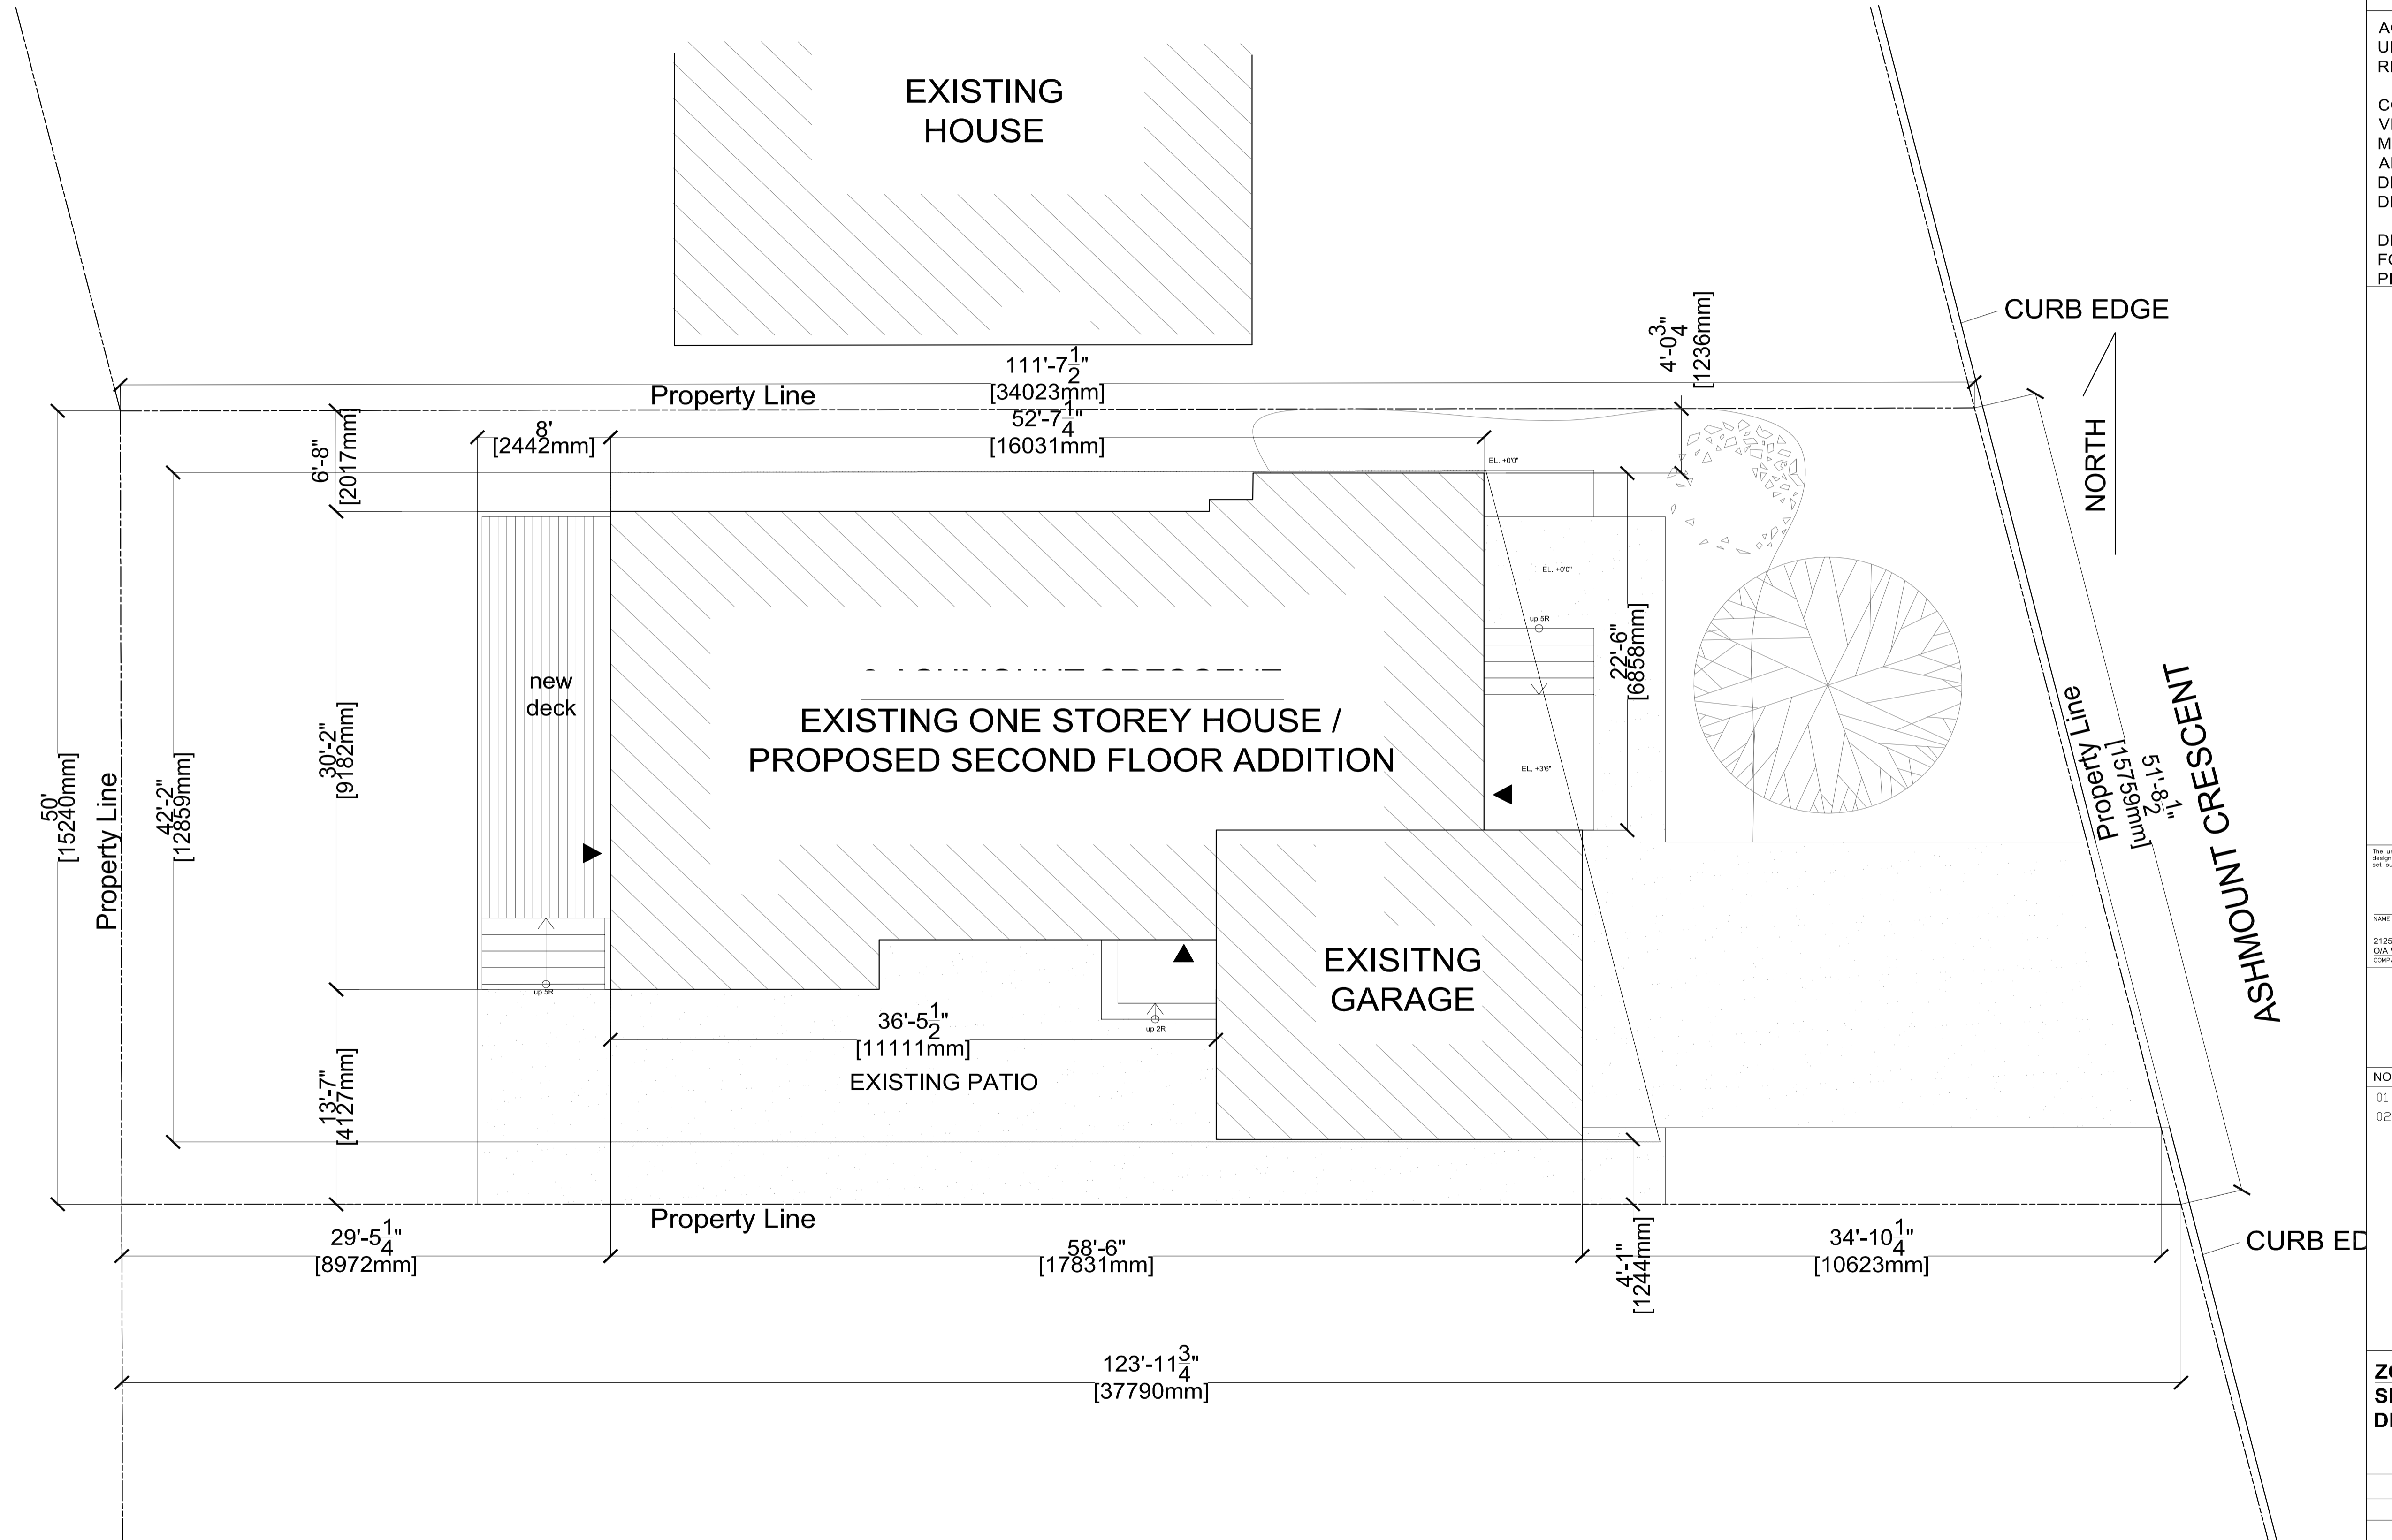 EXISTING
HOUSE
CURB EDGE
NORTH
111'-7 1/2"
[34023mm]
Property Line
52'-7 1/4"
[16031mm]
8'
[2442mm]
4'-0 3/4"
[1236mm]
6'-8"
[2017mm]
EL. +0'0"
EL. +0'0"
up 5R
22'-6"
[6858mm]
new
deck
EXISTING ONE STOREY HOUSE /
PROPOSED SECOND FLOOR ADDITION
EL. +3'6"
50'
[15240mm]
Property Line
42'-2"
[12859mm]
30'-2"
[9182mm]
Property Line
51'-8 1/2"
[15759mm]
ASHMOUNT CRESCENT
EXISITNG
GARAGE
up 5R
up 2R
36'-5 1/2"
[11111mm]
EXISTING PATIO
13'-7"
[4127mm]
Property Line
29'-5 1/4"
[8972mm]
58'-6"
[17831mm]
4'-1"
[1244mm]
34'-10 1/4"
[10623mm]
CURB ED
123'-11 3/4"
[37790mm]
NAME
2125
NO
01
02